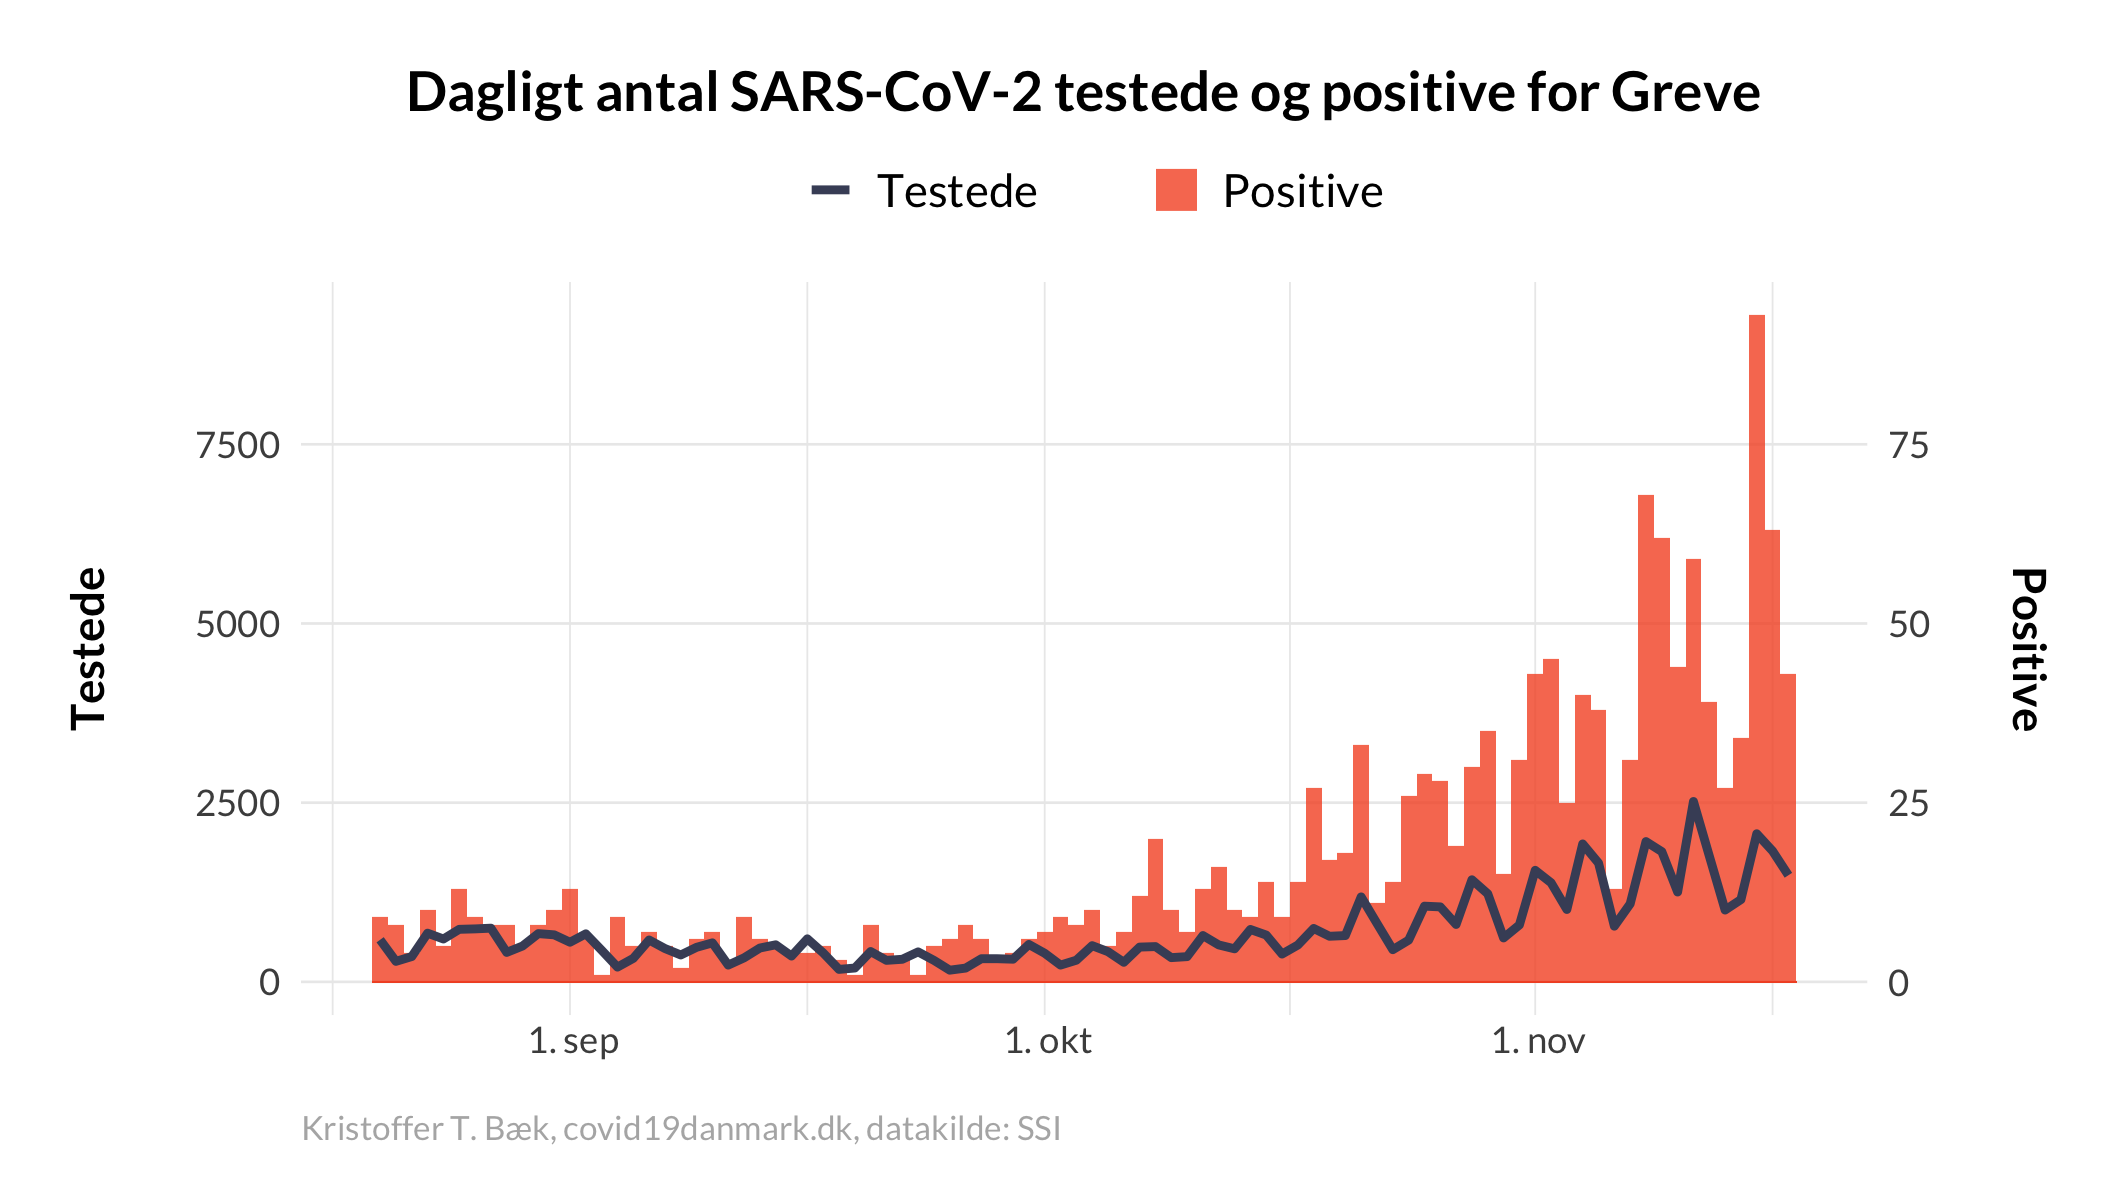 Dagligt antal SARS-CoV-2 testede og positive for Greve
Testede
Positive
7500
5000
2500
0
Testede
75
50
25
0
Positive
1. sep
1. okt
1. nov
Kristoffer T. Bæk, covid19danmark.dk, datakilde: SSI